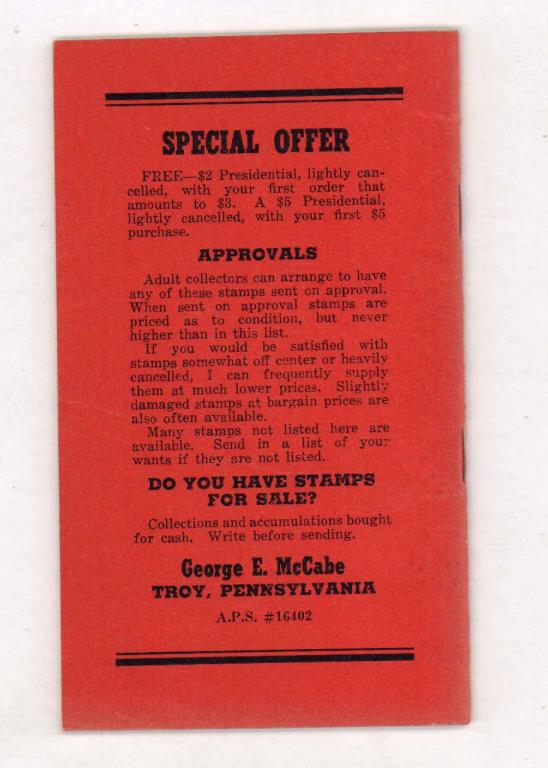 SPECIAL OFFER
FREE—$2 Presidential, lightly can-
celled, with your first order that
amounts to $3. A $5 Presidential,
lightly cancelled, with your first $5
purchase.
APPROVALS
Adult collectors can arrange to have
any of these stamps sent on approval.
When sent on approval stamps are
priced as to condition, but never
higher than in this list.
If you would be satisfied with
stamps somewhat off center or heavily
cancelled, I can frequently supply
them at much lower prices. Slightly
damaged stamps at bargain prices are
also often available.
Many stamps not listed here are
available. Send in a list of your
wants if they are not listed.
DO YOU HAVE STAMPS
FOR SALE?
Collections and accumulations bought
for cash. Write before sending.
George E. McCabe
TROY, PENNSYLVANIA
A.P.S. #16402